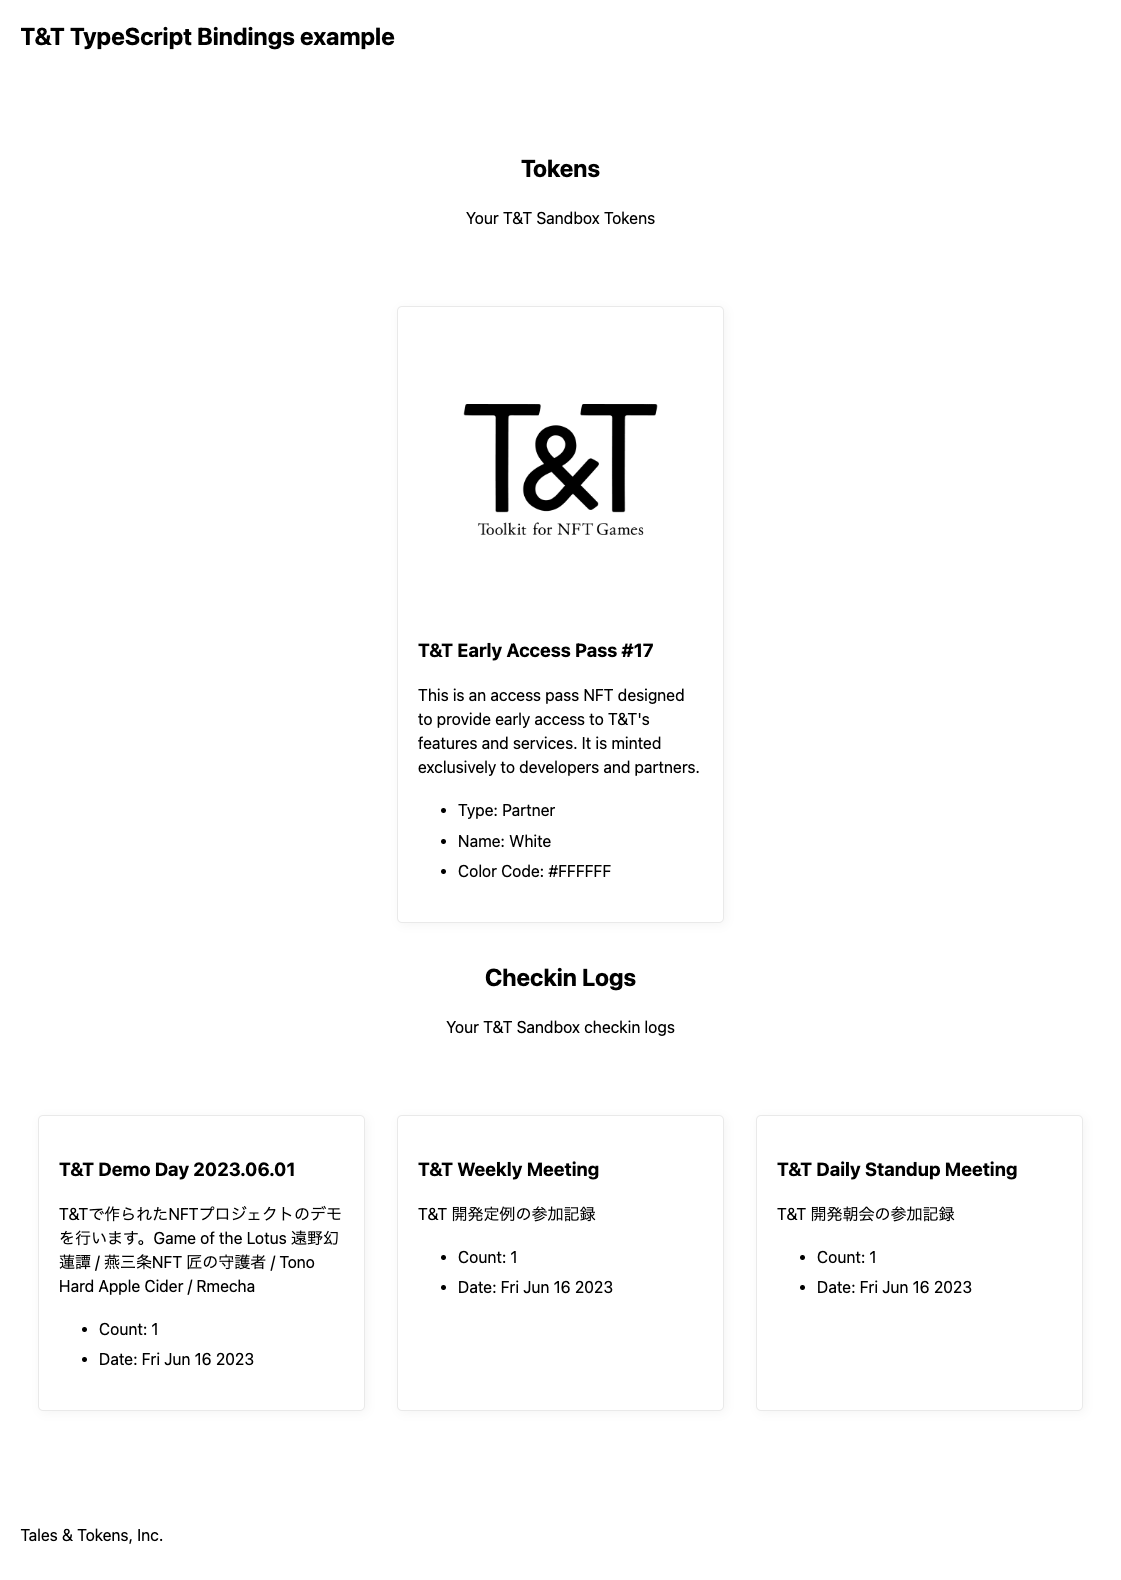 T&T TypeScript Bindings example
Tokens
Your T&T Sandbox Tokens
T&T
Toolkit for NFT Games
T&T Early Access Pass #17
This is an access pass NFT designed
to provide early access to T&T's
features and services. It is minted
exclusively to developers and partners.
• Type: Partner
• Name: White
• Color Code: #FFFFFF
Checkin Logs
Your T&T Sandbox checkin logs
T&T Demo Day 2023.06.01
T&Tで作られたNFTプロジェクトのデモ
を行います。Game of the Lotus 遠野幻
蓮譚 / 燕三条NFT 匠の守護者 / Tono
Hard Apple Cider / Rmecha
• Count: 1
• Date: Fri Jun 16 2023
T&T Weekly Meeting
T&T 開発定例の参加記録
• Count: 1
• Date: Fri Jun 16 2023
T&T Daily Standup Meeting
T&T 開発朝会の参加記録
• Count: 1
• Date: Fri Jun 16 2023
Tales & Tokens, Inc.